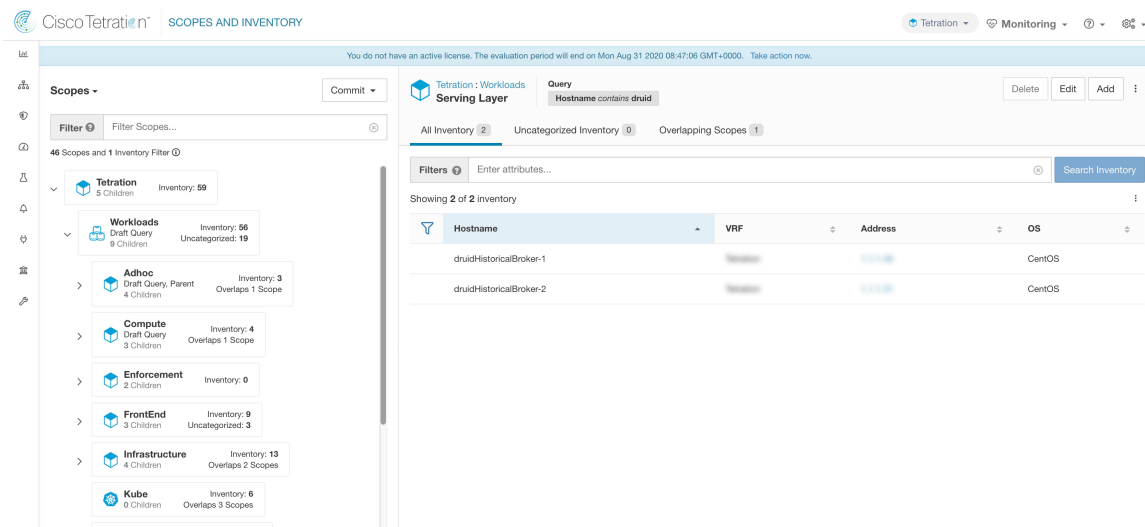 Cisco Tetration™ SCOPES AND INVENTORY Tetration Monitoring
You do not have an active license. The evaluation period will end on Mon Aug 31 2020 08:47:06 GMT+0000. Take action now.
Scopes
Commit
Filter Filter Scopes...
46 Scopes and 1 Inventory Filter
Tetration
5 Children
Inventory: 59
Workloads
Draft Query
9 Children
Inventory: 56
Uncategorized: 19
Adhoc
Draft Query, Parent
4 Children
Inventory: 3
Overlaps 1 Scope
Compute
Draft Query
3 Children
Inventory: 4
Overlaps 1 Scope
Enforcement
2 Children
Inventory: 0
FrontEnd
3 Children
Inventory: 9
Uncategorized: 3
Infrastructure
4 Children
Inventory: 13
Overlaps 2 Scopes
Kube
0 Children
Inventory: 6
Overlaps 3 Scopes
Tetration : Workloads
Serving Layer
Query
Hostname contains druid
Delete Edit Add
All Inventory 2 Uncategorized Inventory 0 Overlapping Scopes 1
Filters Enter attributes... Search Inventory
Showing 2 of 2 inventory
Hostname VRF Address OS
druidHistoricalBroker-1 CentOS
druidHistoricalBroker-2 CentOS